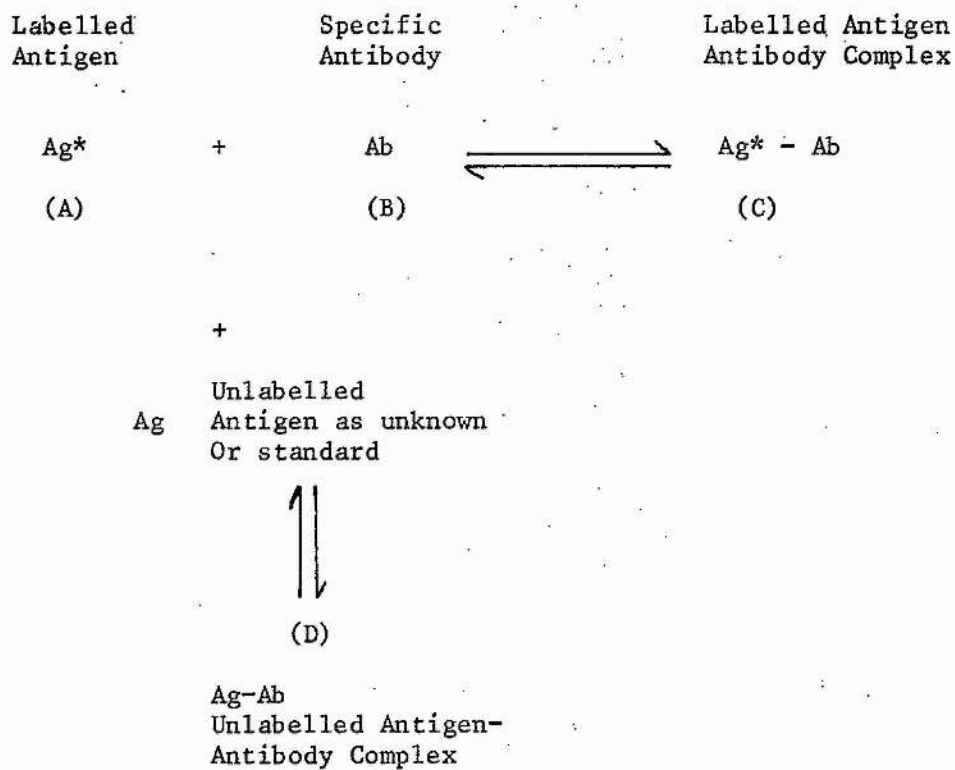 Labelled Specific Labelled Antigen
Antigen Antibody Antibody Complex
Ag* + Ab Ag* - Ab
(A) (B) (C)
+
Unlabelled
Ag Antigen as unknown
Or standard
(D)
Ag-Ab
Unlabelled Antigen-
Antibody Complex